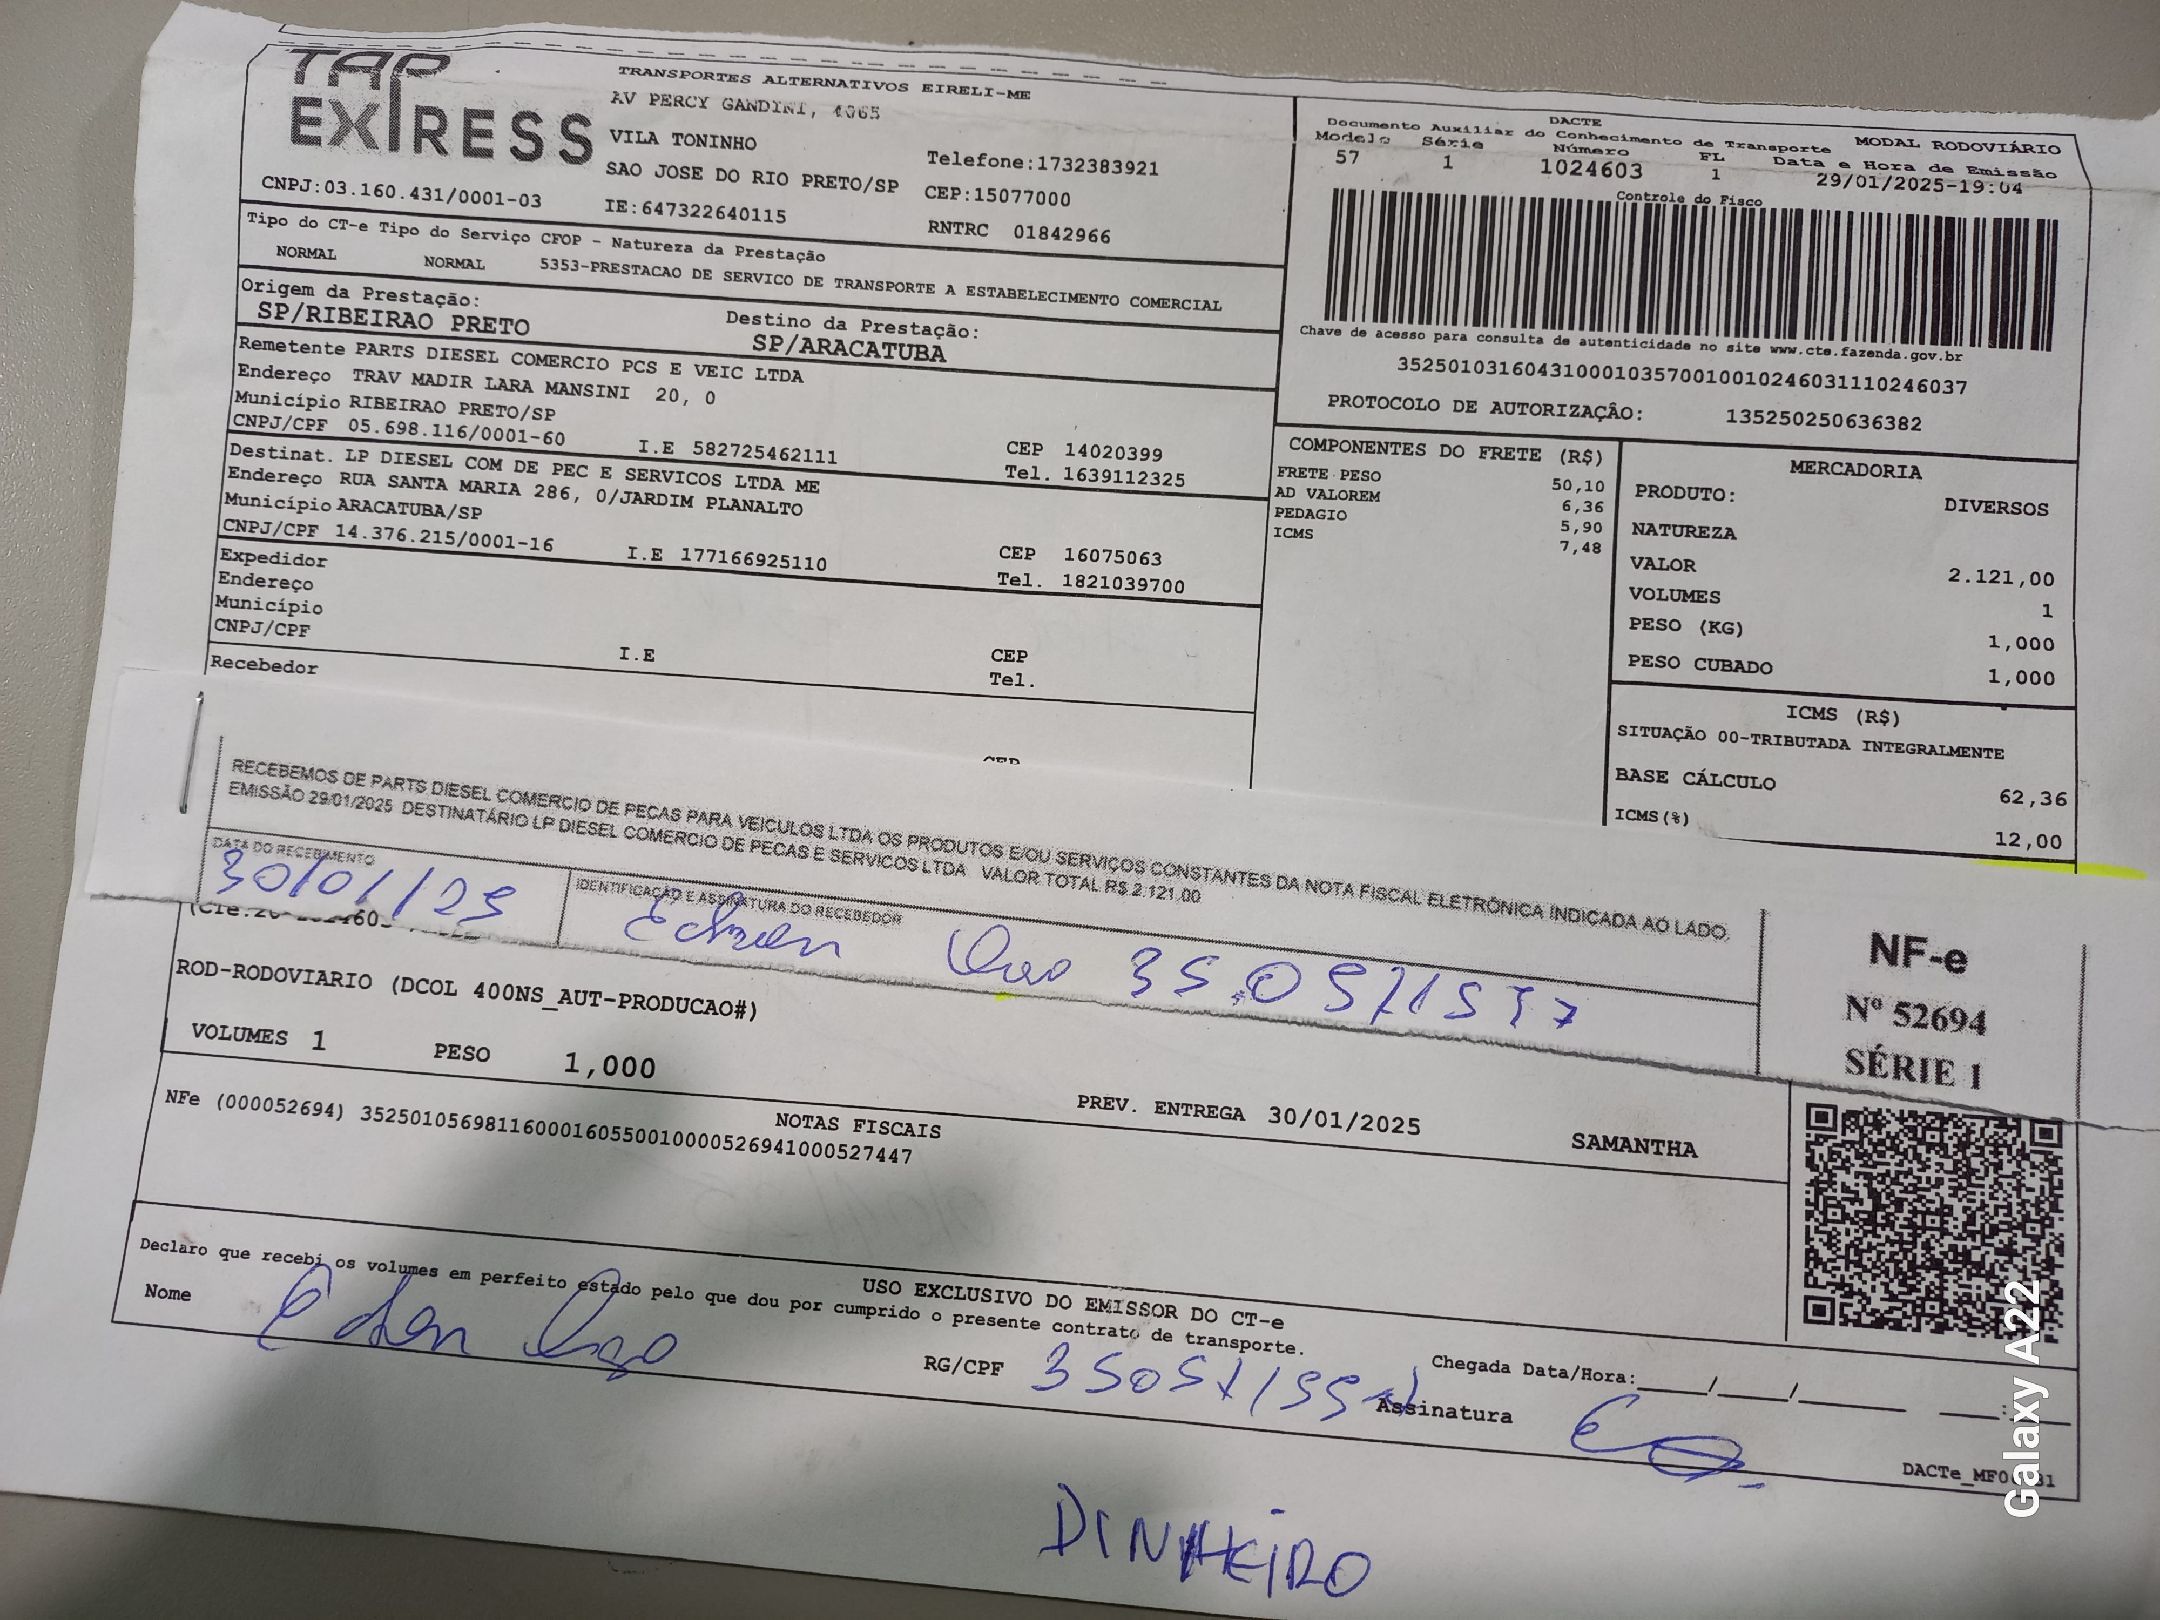 TAP EXPRESS
TRANSPORTES ALTERNATIVOS EIRELI-ME
AV PERCY GANDINI, 4065
VILA TONINHO
SAO JOSE DO RIO PRETO/SP
Telefone:1732383921
CEP:15077000
CNPJ:03.160.431/0001-03
IE:647322640115
RNTRC 01842966
DACTE
Documento Auxiliar do Conhecimento de Transporte
MODAL RODOVIÁRIO
Modelo Série Número FL Data e Hora de Emissão
57 1 1024603 1 29/01/2025-19:04
Controle do Fisco
Chave de acesso para consulta de autenticidade no site www.cte.fazenda.gov.br
35250103160431000103570010010246031110246037
PROTOCOLO DE AUTORIZAÇÃO: 135250250636382
Tipo do CT-e Tipo do Serviço CFOP - Natureza da Prestação
NORMAL NORMAL 5353-PRESTACAO DE SERVICO DE TRANSPORTE A ESTABELECIMENTO COMERCIAL
Origem da Prestação:
SP/RIBEIRAO PRETO
Destino da Prestação:
SP/ARACATUBA
Remetente PARTS DIESEL COMERCIO PCS E VEIC LTDA
Endereço TRAV MADIR LARA MANSINI 20, 0
Município RIBEIRAO PRETO/SP
CEP 14020399
CNPJ/CPF 05.698.116/0001-60 I.E 582725462111
Tel. 1639112325
Destinat. LP DIESEL COM DE PEC E SERVICOS LTDA ME
Endereço RUA SANTA MARIA 286, 0/JARDIM PLANALTO
Município ARACATUBA/SP
CEP 16075063
CNPJ/CPF 14.376.215/0001-16 I.E 177166925110
Tel. 1821039700
Expedidor
Endereço
Município
CNPJ/CPF
I.E
CEP
Tel.
Recebedor
COMPONENTES DO FRETE (R$)
FRETE PESO 50,10
AD VALOREM 6,36
PEDAGIO 5,90
ICMS 7,48
MERCADORIA
PRODUTO: DIVERSOS
NATUREZA
VALOR 2.121,00
VOLUMES 1
PESO (KG) 1,000
PESO CUBADO 1,000
ICMS (R$)
SITUAÇÃO 00-TRIBUTADA INTEGRALMENTE
BASE CÁLCULO 62,36
ICMS(%) 12,00
RECEBEMOS DE PARTS DIESEL COMERCIO DE PECAS PARA VEICULOS LTDA OS PRODUTOS E/OU SERVIÇOS CONSTANTES DA NOTA FISCAL ELETRÔNICA INDICADA AO LADO.
EMISSÃO 29/01/2025 DESTINATÁRIO LP DIESEL COMERCIO DE PECAS E SERVICOS LTDA VALOR TOTAL R$ 2.121,00
DATA DO RECEBIMENTO
30/01/25
IDENTIFICAÇÃO E ASSINATURA DO RECEBEDOR
NF-e
Nº 52694
SÉRIE 1
ROD-RODOVIARIO (DCOL 400NS_AUT-PRODUCAO#)
VOLUMES 1 PESO 1,000
PREV. ENTREGA 30/01/2025
SAMANTHA
NOTAS FISCAIS
NFe (000052694) 35250105698116000160550010000526941000527447
USO EXCLUSIVO DO EMISSOR DO CT-e
Declaro que recebi os volumes em perfeito estado pelo que dou por cumprido o presente contrato de transporte.
Nome
RG/CPF
Chegada Data/Hora:____/____/______ ____:____
Assinatura
DINHEIRO
Galaxy A22